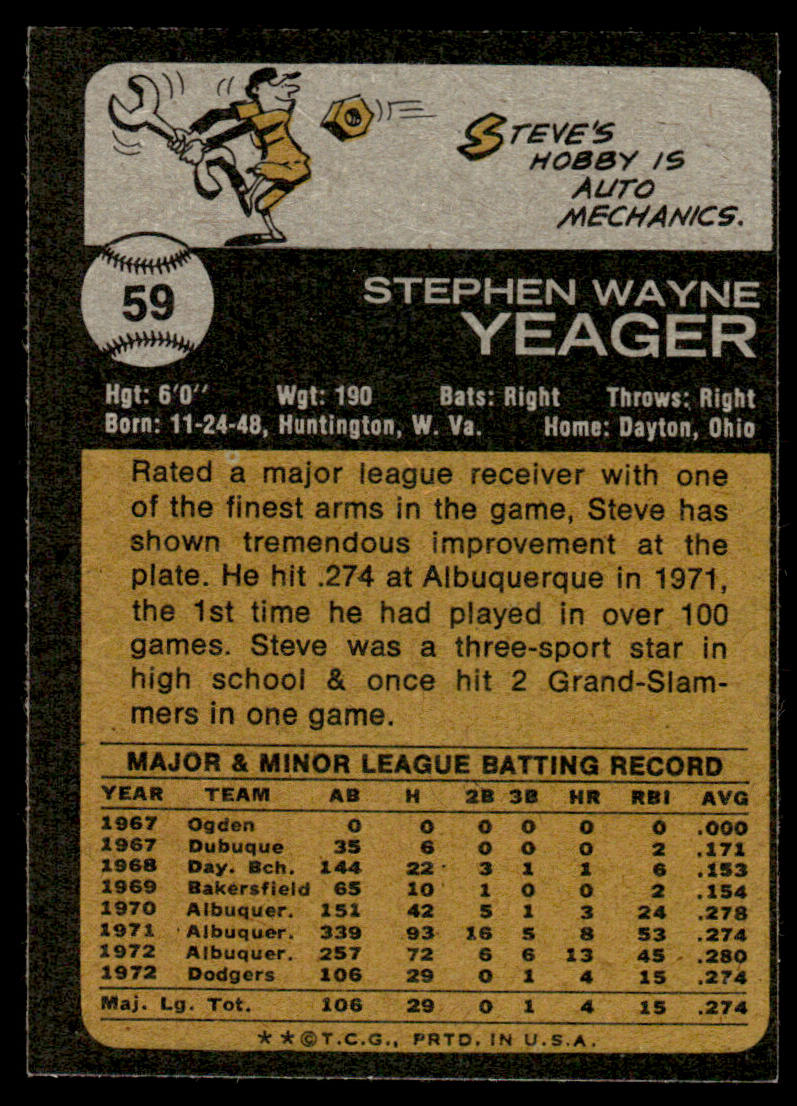 STEVE'S
HOBBY IS
AUTO
MECHANICS.
59
STEPHEN WAYNE
YEAGER
Hgt: 6'0" Wgt: 190 Bats: Right Throws: Right
Born: 11-24-48, Huntington, W. Va. Home: Dayton, Ohio
Rated a major league receiver with one
of the finest arms in the game, Steve has
shown tremendous improvement at the
plate. He hit .274 at Albuquerque in 1971,
the 1st time he had played in over 100
games. Steve was a three-sport star in
high school & once hit 2 Grand-Slam-
mers in one game.
MAJOR & MINOR LEAGUE BATTING RECORD
YEAR TEAM AB H 2B 3B HR RBI AVG
1967 Ogden 0 0 0 0 0 0 .000
1967 Dubuque 35 6 0 0 0 2 .171
1968 Day. Bch. 144 22 3 1 1 6 .153
1969 Bakersfield 65 10 1 0 0 2 .154
1970 Albuquer. 151 42 5 1 3 24 .278
1971 Albuquer. 339 93 16 5 8 53 .274
1972 Albuquer. 257 72 6 6 13 45 .280
1972 Dodgers 106 29 0 1 4 15 .274
Maj. Lg. Tot. 106 29 0 1 4 15 .274
**©T.C.G., PRTD. IN U.S.A.